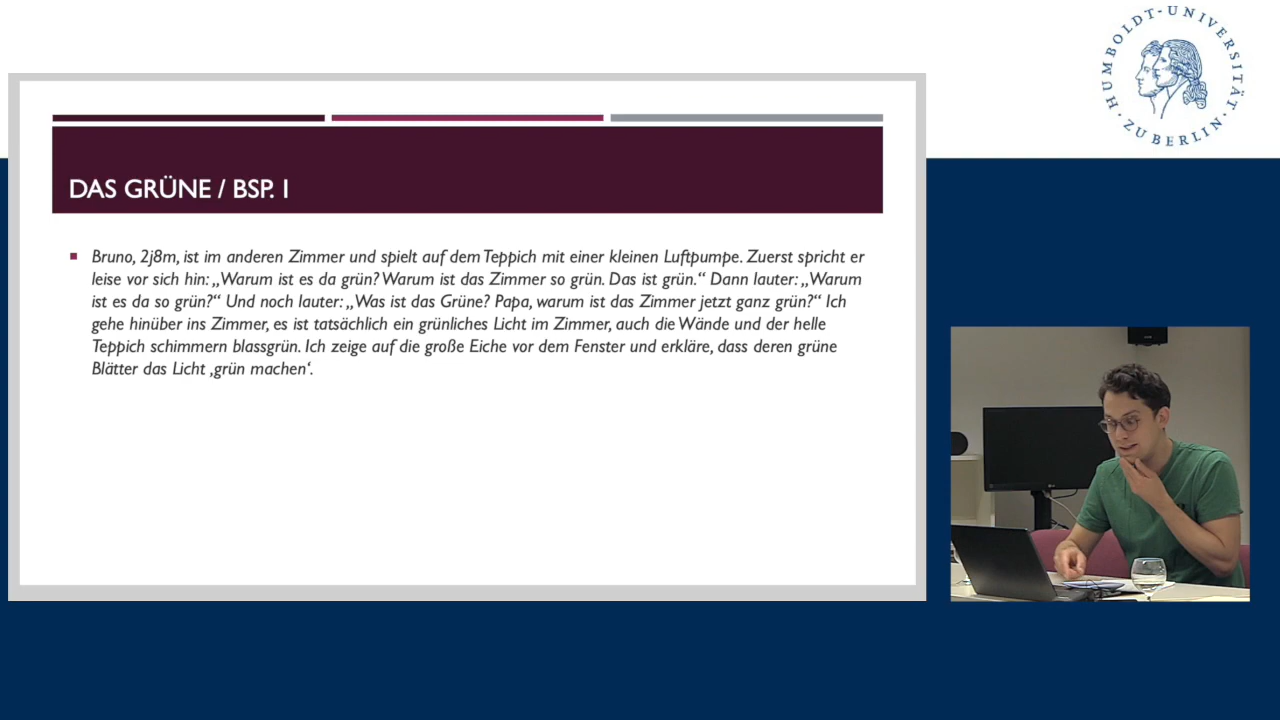 HUMBOLDT-UNIVERSITÄT ZU BERLIN
DAS GRÜNE / BSP. I
Bruno, 2j8m, ist im anderen Zimmer und spielt auf dem Teppich mit einer kleinen Luftpumpe. Zuerst spricht er
leise vor sich hin: „Warum ist es da grün? Warum ist das Zimmer so grün. Das ist grün.“ Dann lauter: „Warum
ist es da so grün?“ Und noch lauter: „Was ist das Grüne? Papa, warum ist das Zimmer jetzt ganz grün?“ Ich
gehe hinüber ins Zimmer, es ist tatsächlich ein grünliches Licht im Zimmer, auch die Wände und der helle
Teppich schimmern blassgrün. Ich zeige auf die große Eiche vor dem Fenster und erkläre, dass deren grüne
Blätter das Licht ‚grün machen‘.